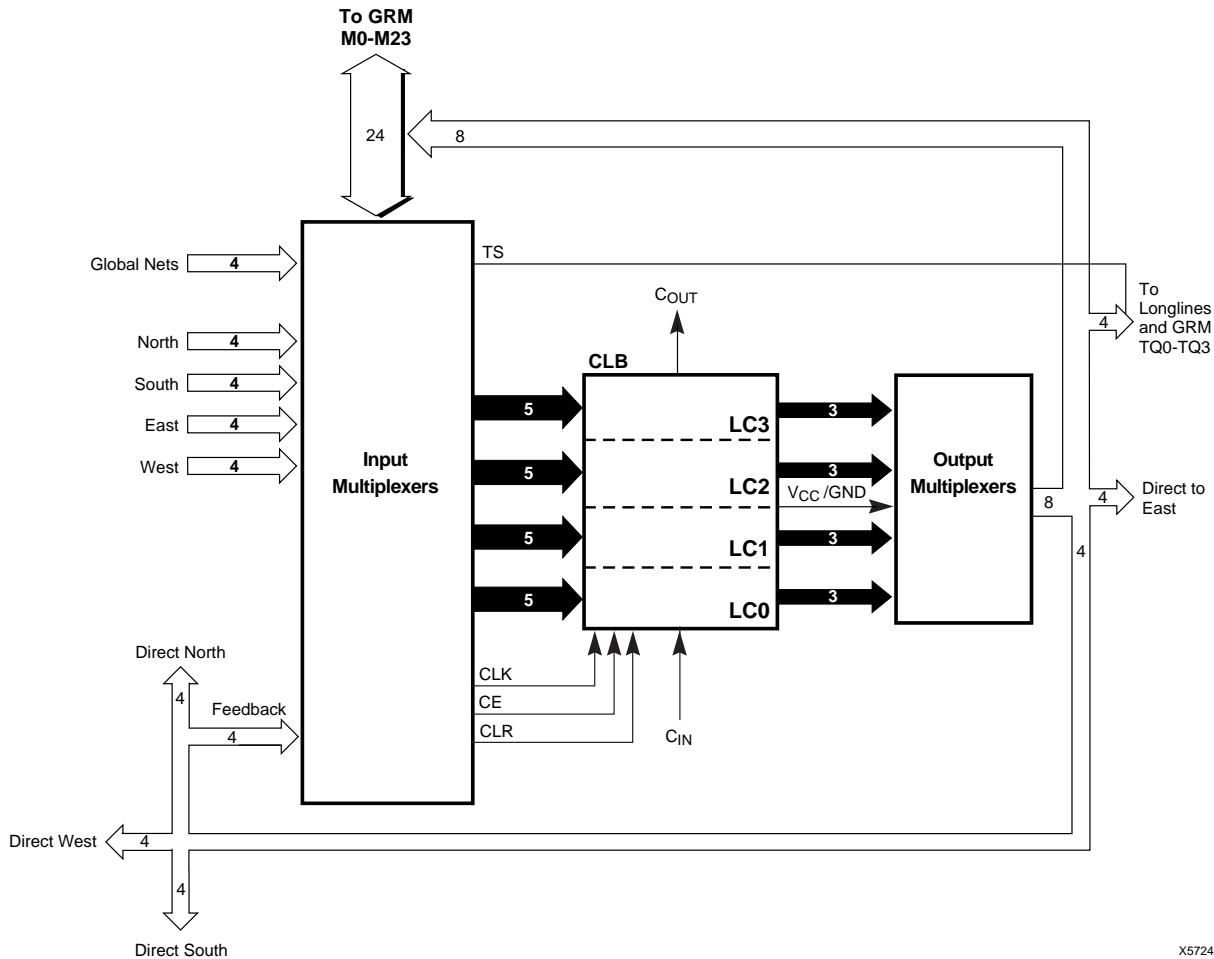 To GRM
M0-M23
24
8
Global Nets
4
TS
North
4
South
4
East
4
West
4
Input
Multiplexers
COUT
CLB
5
5
5
5
LC3
LC2
LC1
LC0
3
3
VCC /GND
3
3
Output
Multiplexers
To
Longlines
and GRM
TQ0-TQ3
4
Direct to
East
4
8
4
CLK
CE
CLR
CIN
Direct North
4
Feedback
4
Direct West
4
4
Direct South
X5724